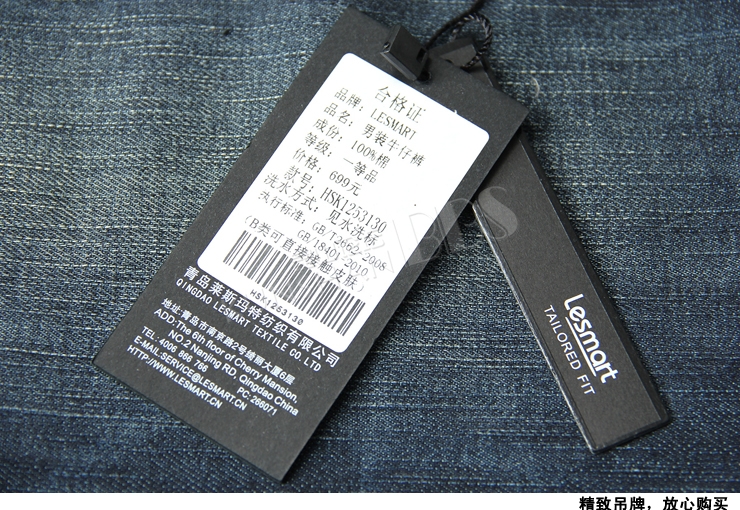 合格证
品牌: LESMART
品名: 男装牛仔裤
成份: 100%棉
等级: 一等品
价格: 699元
款号: HSK1253130
洗水方式: 见水洗标
执行标准: GB/T2662-2008
GB/18401-2010
(B类可直接接触皮肤)
HSK1253130
青岛莱斯玛特纺织有限公司
QINGDAO LESMART TEXTILE CO.LTD
地址:青岛市南京路2号绮丽大厦6层
ADD:The 6th floor of Cherry Mansion,
NO.2 Nanjing RD, Qingdao China
TEL:4006 866 766
PC:266071
E-MAIL:SERVICE@LESMART.CN
HTTP://WWW.LESMART.CN
Lesmart
TAILORED FIT
精致吊牌，放心购买